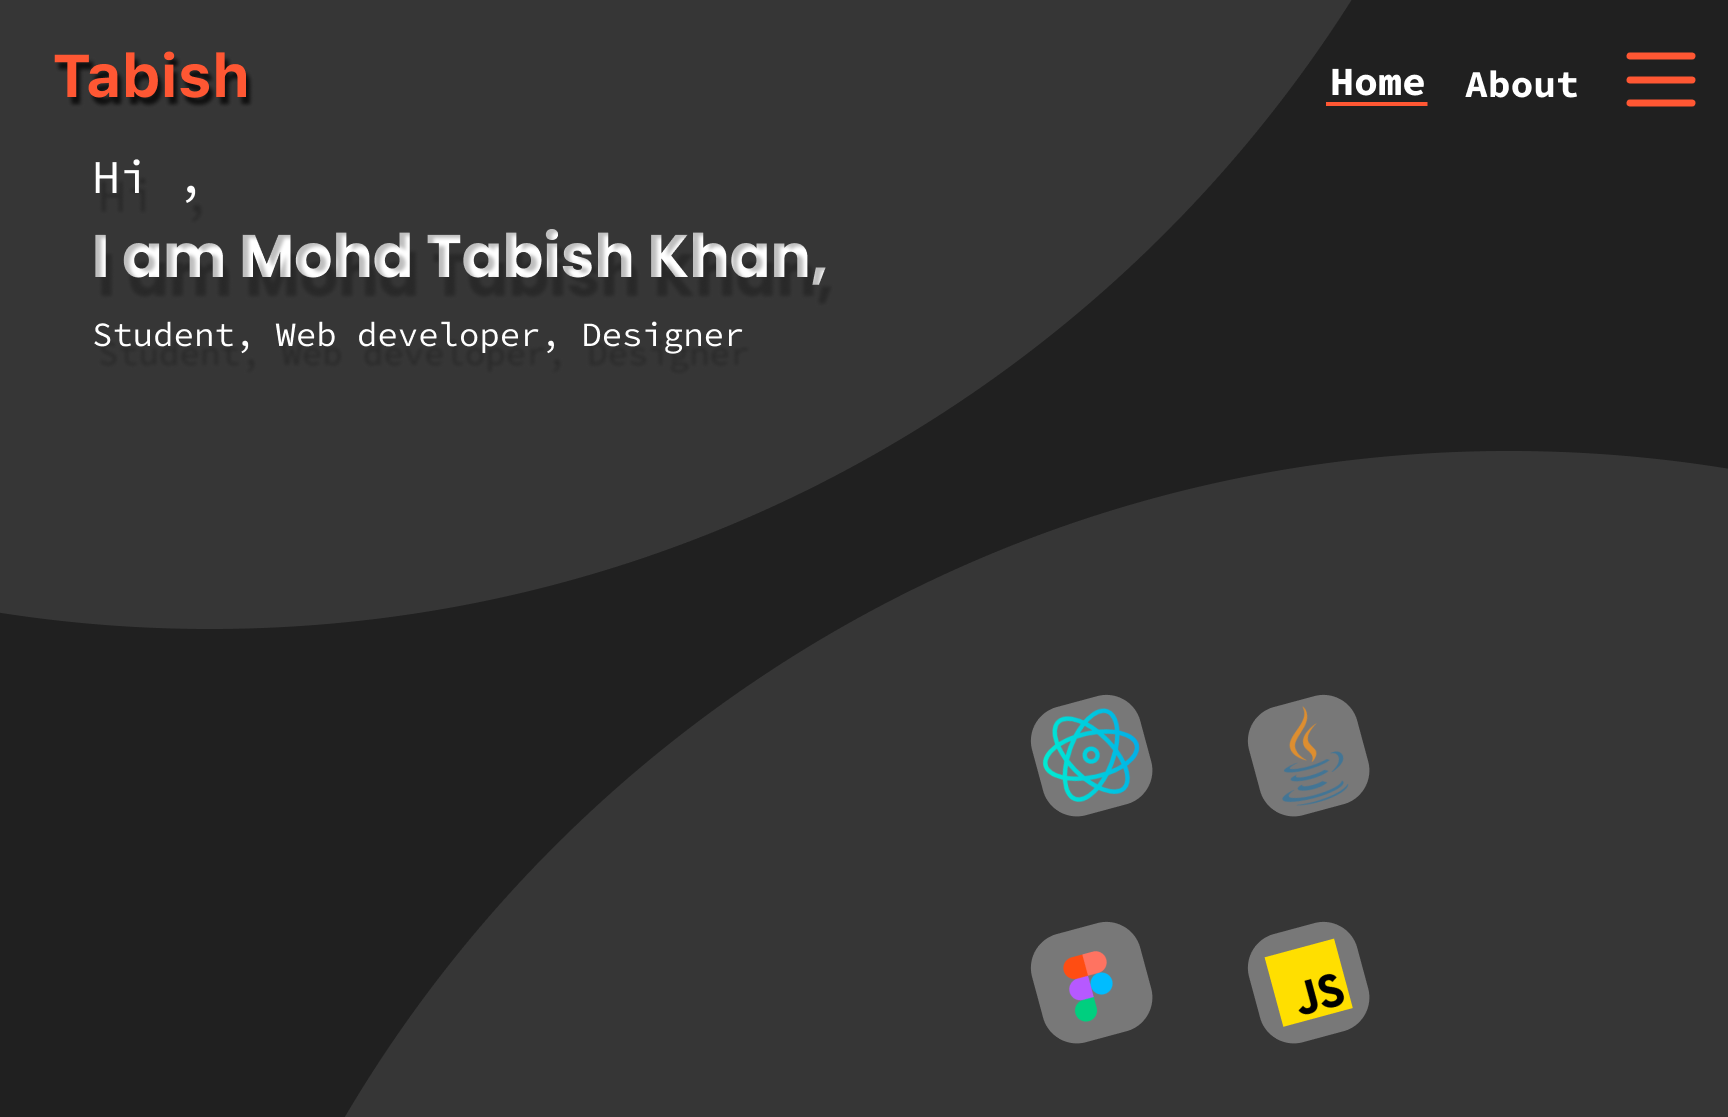 Tabish
Home About
Hi ,
I am Mohd Tabish Khan,
Student, Web developer, Designer
JS